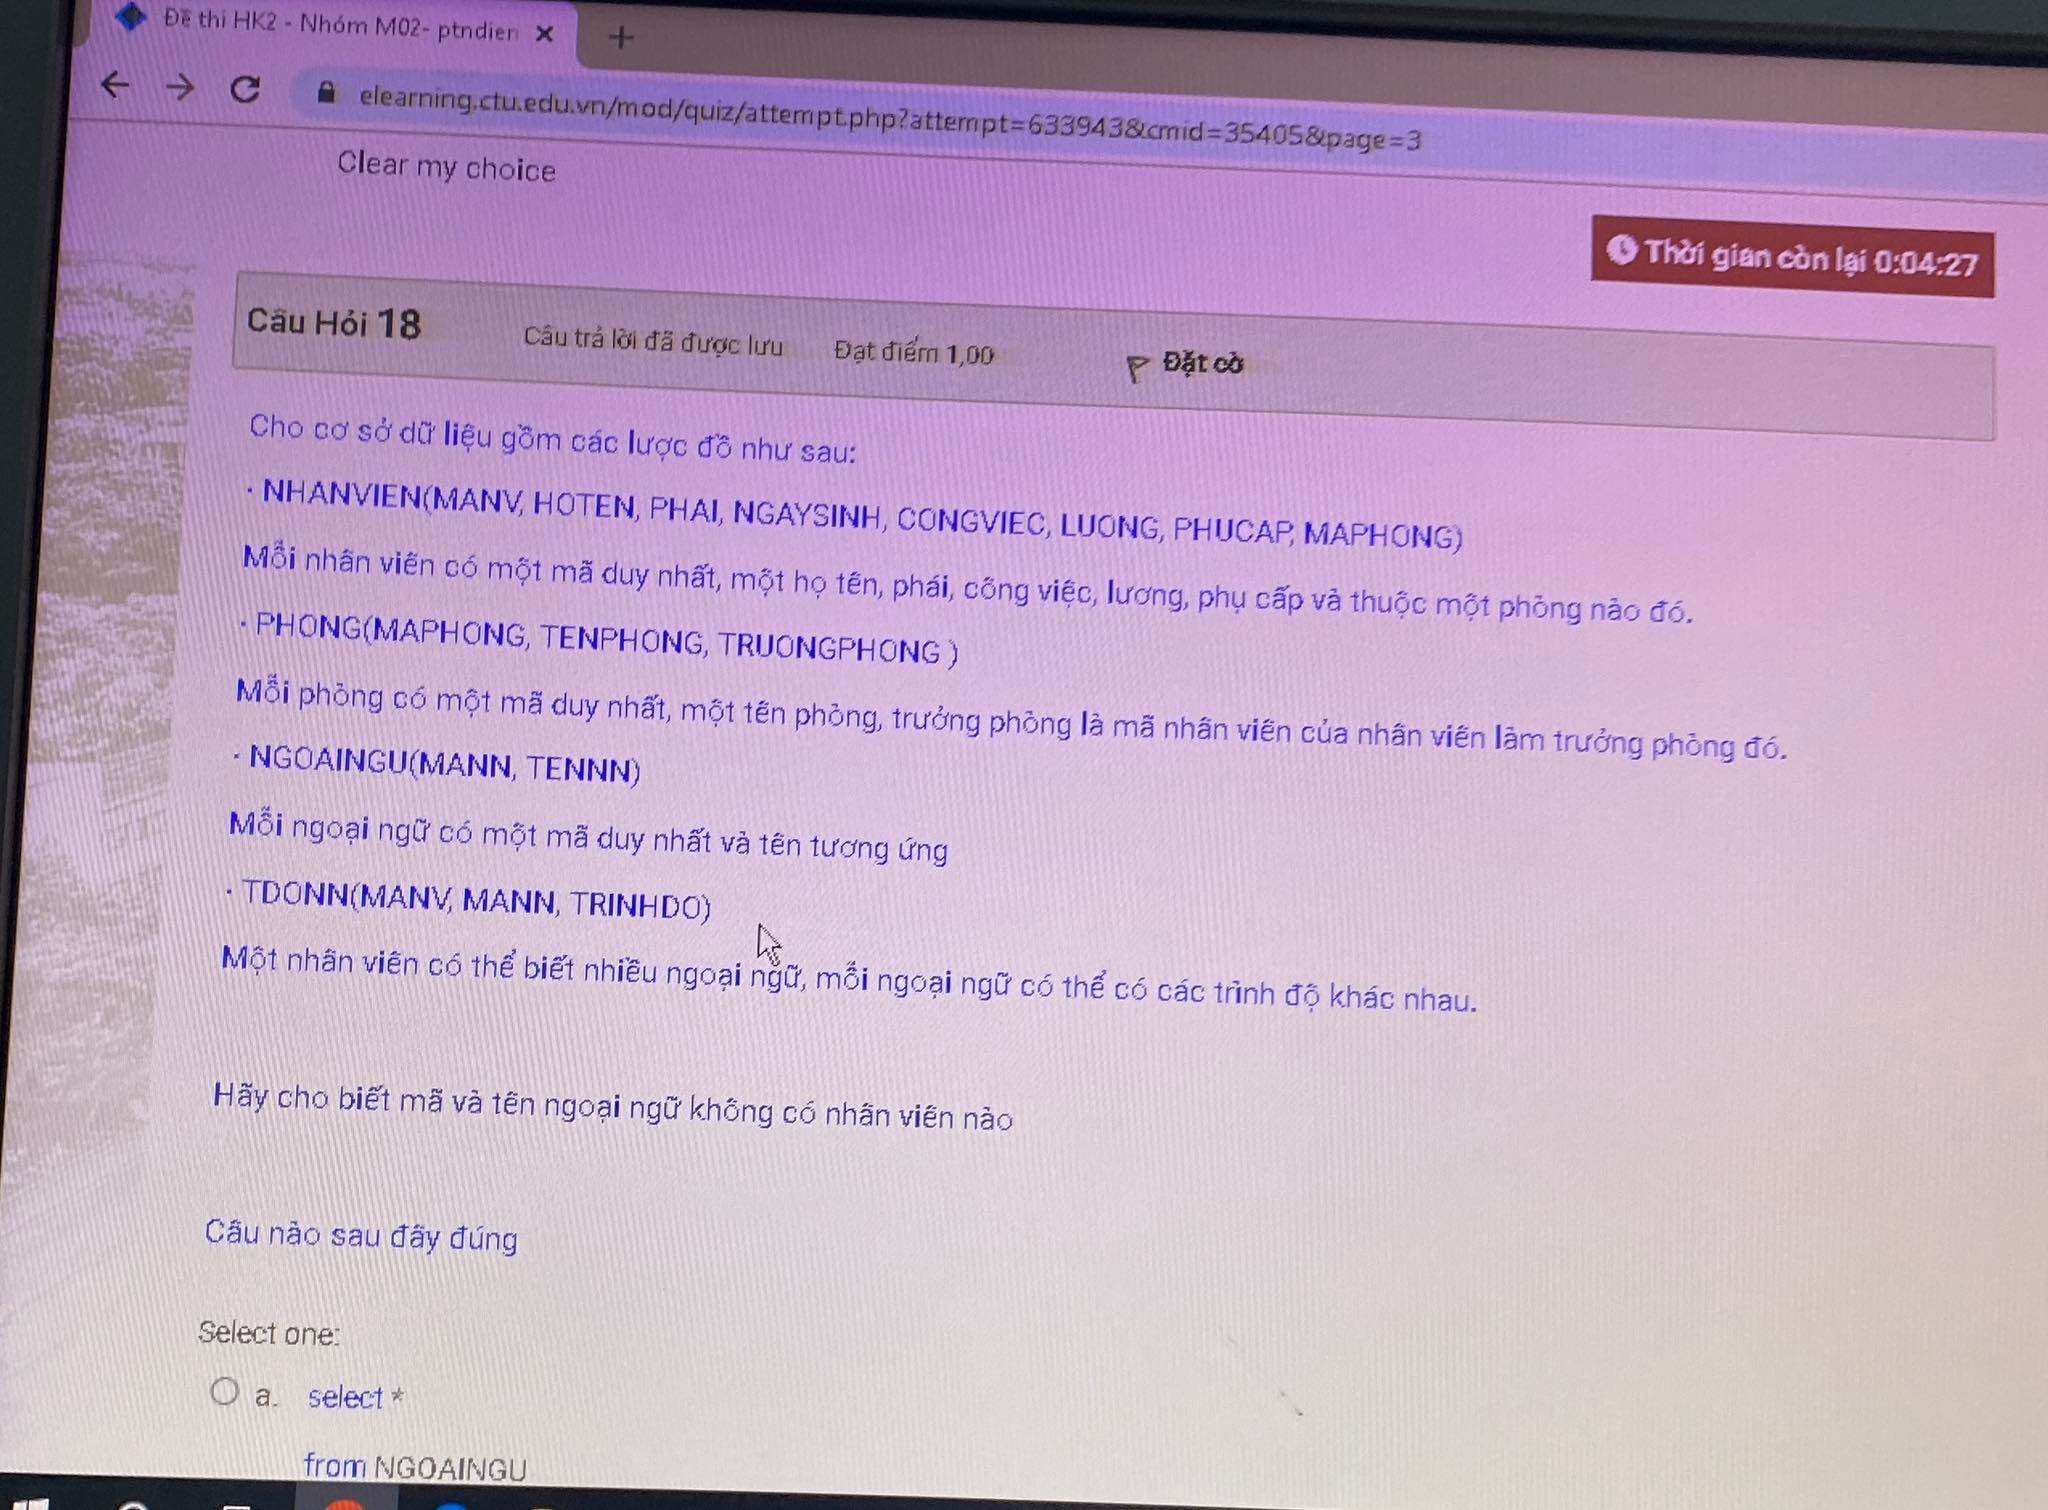 Đề thi HK2 - Nhóm M02- ptndien
elearning.ctu.edu.vn/mod/quiz/attempt.php?attempt=633943&cmid=35405&page=3
Clear my choice
Thời gian còn lại 0:04:27
Câu Hỏi 18 Câu trả lời đã được lưu Đạt điểm 1,00 Đặt cờ
Cho cơ sở dữ liệu gồm các lược đồ như sau:
· NHANVIEN(MANV, HOTEN, PHAI, NGAYSINH, CONGVIEC, LUONG, PHUCAP, MAPHONG)
Mỗi nhân viên có một mã duy nhất, một họ tên, phái, công việc, lương, phụ cấp và thuộc một phòng nào đó.
· PHONG(MAPHONG, TENPHONG, TRUONGPHONG )
Mỗi phòng có một mã duy nhất, một tên phòng, trưởng phòng là mã nhân viên của nhân viên làm trưởng phòng đó.
· NGOAINGU(MANN, TENNN)
Mỗi ngoại ngữ có một mã duy nhất và tên tương ứng
· TDONN(MANV, MANN, TRINHDO)
Một nhân viên có thể biết nhiều ngoại ngữ, mỗi ngoại ngữ có thể có các trình độ khác nhau.
Hãy cho biết mã và tên ngoại ngữ không có nhân viên nào
Câu nào sau đây đúng
Select one:
a. select *
from NGOAINGU